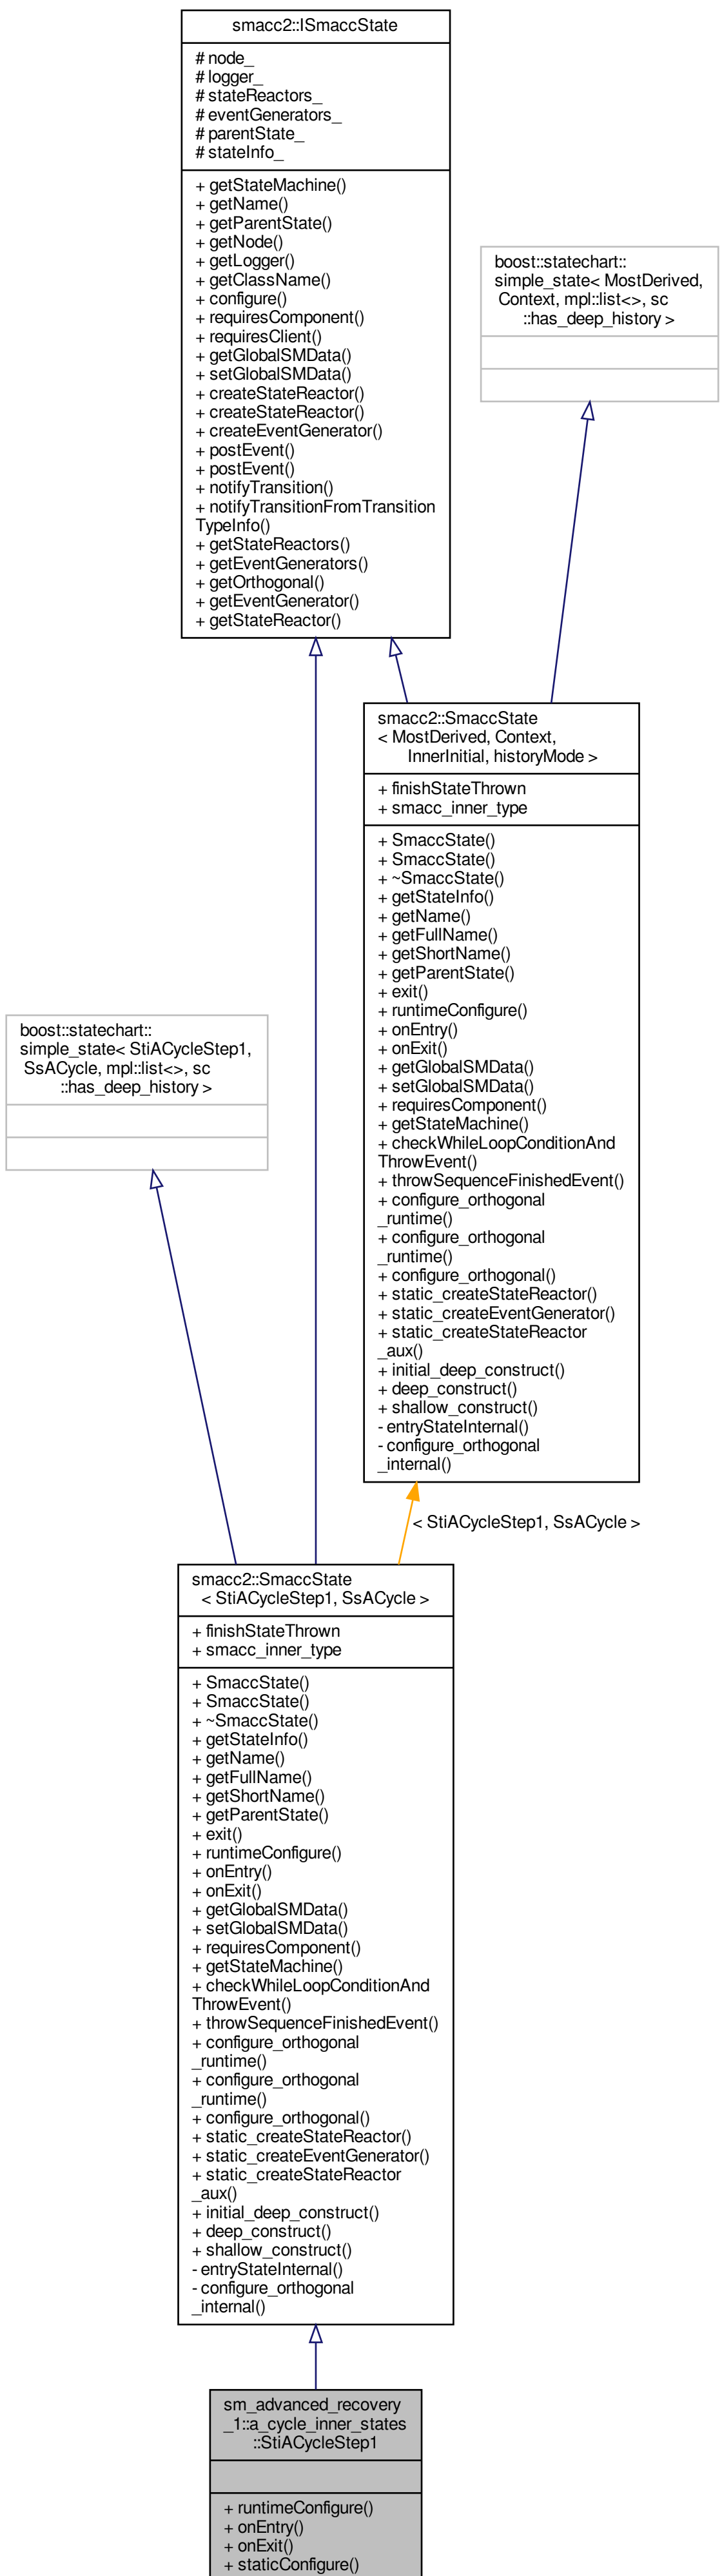 smacc2::ISmaccState
# node_
# logger_
# stateReactors_
# eventGenerators_
# parentState_
# stateInfo_
+ getStateMachine()
+ getName()
+ getParentState()
+ getNode()
+ getLogger()
+ getClassName()
+ configure()
+ requiresComponent()
+ requiresClient()
+ getGlobalSMData()
+ setGlobalSMData()
+ createStateReactor()
+ createStateReactor()
+ createEventGenerator()
+ postEvent()
+ postEvent()
+ notifyTransition()
+ notifyTransitionFromTransition
TypeInfo()
+ getStateReactors()
+ getEventGenerators()
+ getOrthogonal()
+ getEventGenerator()
+ getStateReactor()
boost::statechart::
simple_state< MostDerived,
Context, mpl::list<>, sc
::has_deep_history >
smacc2::SmaccState
< MostDerived, Context,
InnerInitial, historyMode >
+ finishStateThrown
+ smacc_inner_type
+ SmaccState()
+ SmaccState()
+ ~SmaccState()
+ getStateInfo()
+ getName()
+ getFullName()
+ getShortName()
+ getParentState()
+ exit()
+ runtimeConfigure()
+ onEntry()
+ onExit()
+ getGlobalSMData()
+ setGlobalSMData()
+ requiresComponent()
+ getStateMachine()
+ checkWhileLoopConditionAnd
ThrowEvent()
+ throwSequenceFinishedEvent()
+ configure_orthogonal
_runtime()
+ configure_orthogonal
_runtime()
+ configure_orthogonal()
+ static_createStateReactor()
+ static_createEventGenerator()
+ static_createStateReactor
_aux()
+ initial_deep_construct()
+ deep_construct()
+ shallow_construct()
- entryStateInternal()
- configure_orthogonal
_internal()
boost::statechart::
simple_state< StiACycleStep1,
SsACycle, mpl::list<>, sc
::has_deep_history >
< StiACycleStep1, SsACycle >
smacc2::SmaccState
< StiACycleStep1, SsACycle >
+ finishStateThrown
+ smacc_inner_type
+ SmaccState()
+ SmaccState()
+ ~SmaccState()
+ getStateInfo()
+ getName()
+ getFullName()
+ getShortName()
+ getParentState()
+ exit()
+ runtimeConfigure()
+ onEntry()
+ onExit()
+ getGlobalSMData()
+ setGlobalSMData()
+ requiresComponent()
+ getStateMachine()
+ checkWhileLoopConditionAnd
ThrowEvent()
+ throwSequenceFinishedEvent()
+ configure_orthogonal
_runtime()
+ configure_orthogonal
_runtime()
+ configure_orthogonal()
+ static_createStateReactor()
+ static_createEventGenerator()
+ static_createStateReactor
_aux()
+ initial_deep_construct()
+ deep_construct()
+ shallow_construct()
- entryStateInternal()
- configure_orthogonal
_internal()
sm_advanced_recovery
_1::a_cycle_inner_states
::StiACycleStep1
+ runtimeConfigure()
+ onEntry()
+ onExit()
+ staticConfigure()